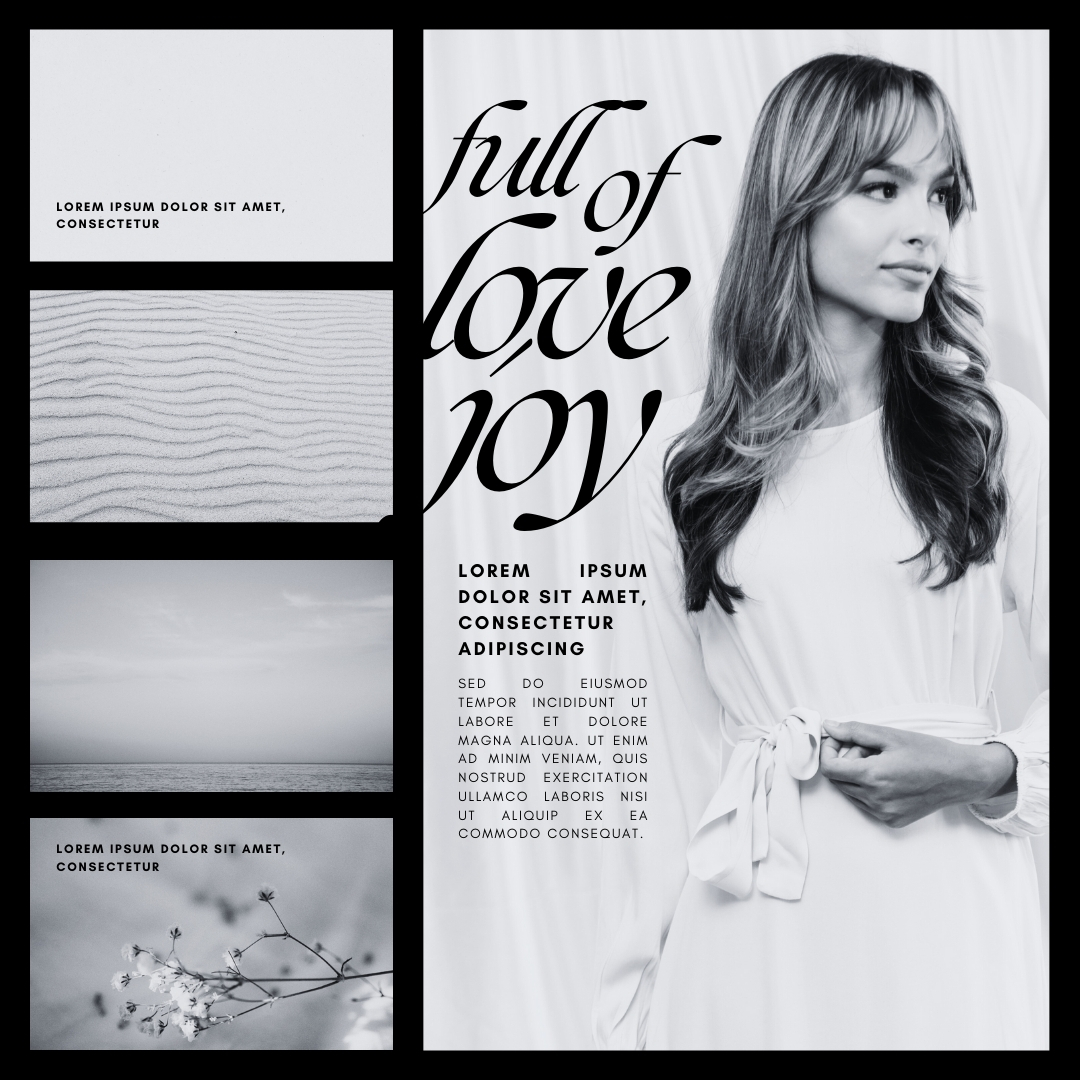 LOREM IPSUM DOLOR SIT AMET,
CONSECTETUR
LOREM IPSUM DOLOR SIT AMET,
CONSECTETUR
full of
love
joy
LOREM IPSUM
DOLOR SIT AMET,
CONSECTETUR
ADIPISCING
SED DO EIUSMOD
TEMPOR INCIDIDUNT UT
LABORE ET DOLORE
MAGNA ALIQUA. UT ENIM
AD MINIM VENIAM, QUIS
NOSTRUD EXERCITATION
ULLAMCO LABORIS NISI
UT ALIQUIP EX EA
COMMODO CONSEQUAT.